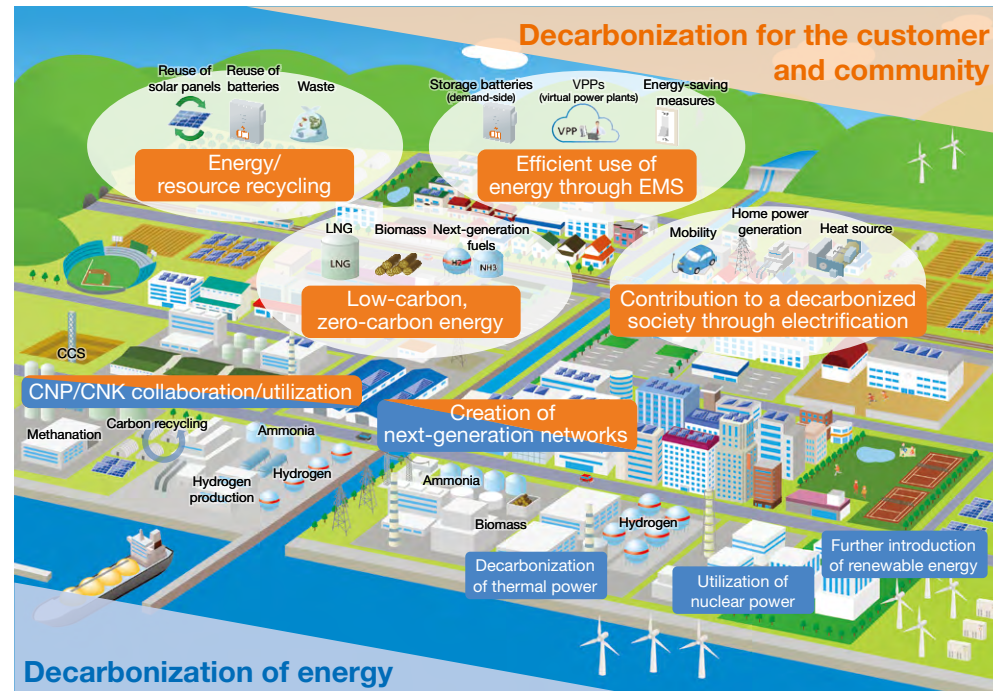 Decarbonization for the customer
and community
Reuse of
solar panels
Reuse of
batteries
Waste
Energy/
resource recycling
Storage batteries
(demand-side)
VPPs
(virtual power plants)
Energy-saving
measures
VPP
Efficient use of
energy through EMS
LNG
Biomass
Next-generation
fuels
LNG
H2
NH3
Low-carbon,
zero-carbon energy
Mobility
Home power
generation
Heat source
Contribution to a decarbonized
society through electrification
CCS
CNP/CNK collaboration/utilization
Creation of
next-generation networks
Methanation
Carbon recycling
Ammonia
Hydrogen
production
Hydrogen
Ammonia
Biomass
Hydrogen
Decarbonization
of thermal power
Utilization of
nuclear power
Further introduction
of renewable energy
Decarbonization of energy